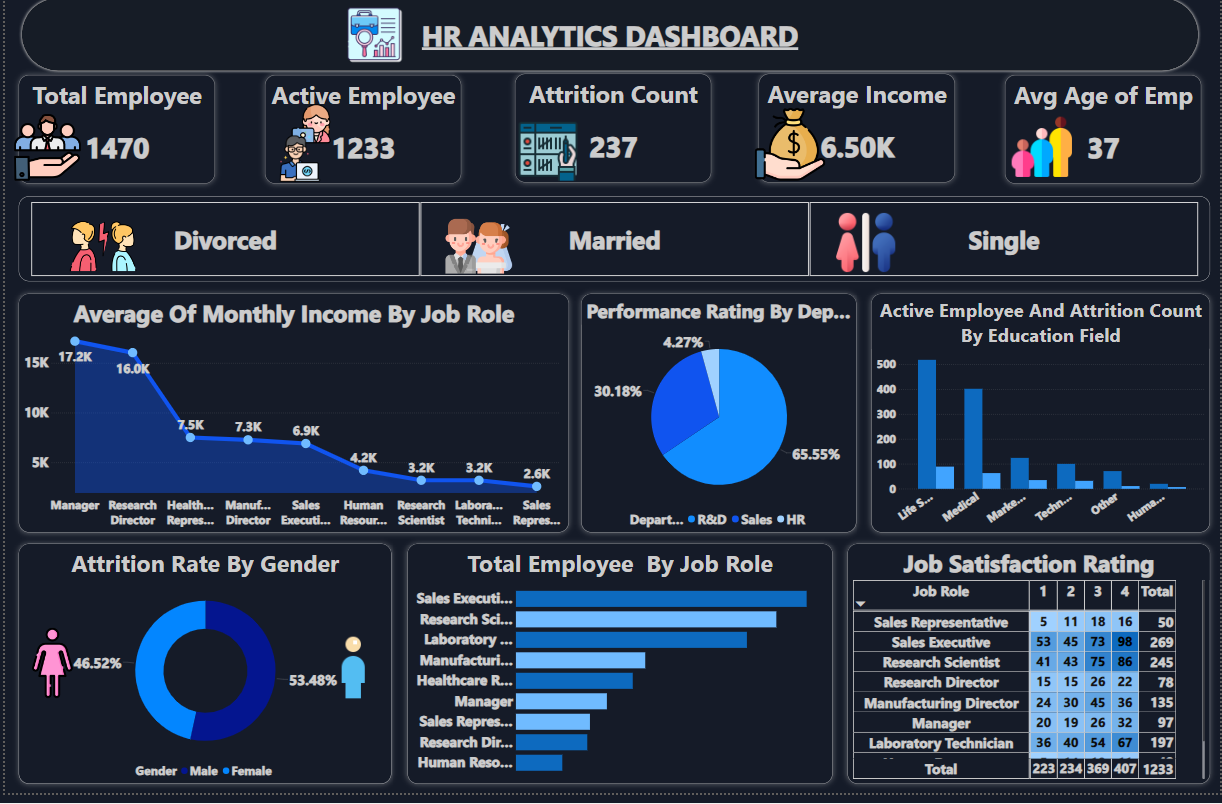 HR ANALYTICS DASHBOARD
Total Employee
1470
Active Employee
1233
Attrition Count
237
Average Income
6.50K
Avg Age of Emp
37
Divorced
Married
Single
Average Of Monthly Income By Job Role
15K
10K
5K
17.2K
16.0K
7.5K
7.3K
6.9K
4.2K
3.2K
3.2K
2.6K
Manager
Research
Director
Health...
Repres...
Manuf...
Director
Sales
Executi...
Human
Resour...
Research
Scientist
Labora...
Techni...
Sales
Repres...
Performance Rating By Dep...
4.27%
30.18%
65.55%
Depart... R&D Sales HR
Active Employee And Attrition Count
By Education Field
500
400
300
200
100
0
Life S...
Medical
Marke...
Techn...
Other
Huma...
Attrition Rate By Gender
46.52%
53.48%
Gender Male Female
Total Employee By Job Role
Sales Executi...
Research Sci...
Laboratory ...
Manufacturi...
Healthcare R...
Manager
Sales Repres...
Research Dir...
Human Reso...
Job Satisfaction Rating
Job Role 1 2 3 4 Total
Sales Representative 5 11 18 16 50
Sales Executive 53 45 73 98 269
Research Scientist 41 43 75 86 245
Research Director 15 15 26 22 78
Manufacturing Director 24 30 45 36 135
Manager 20 19 26 32 97
Laboratory Technician 36 40 54 67 197
Total 223 234 369 407 1233